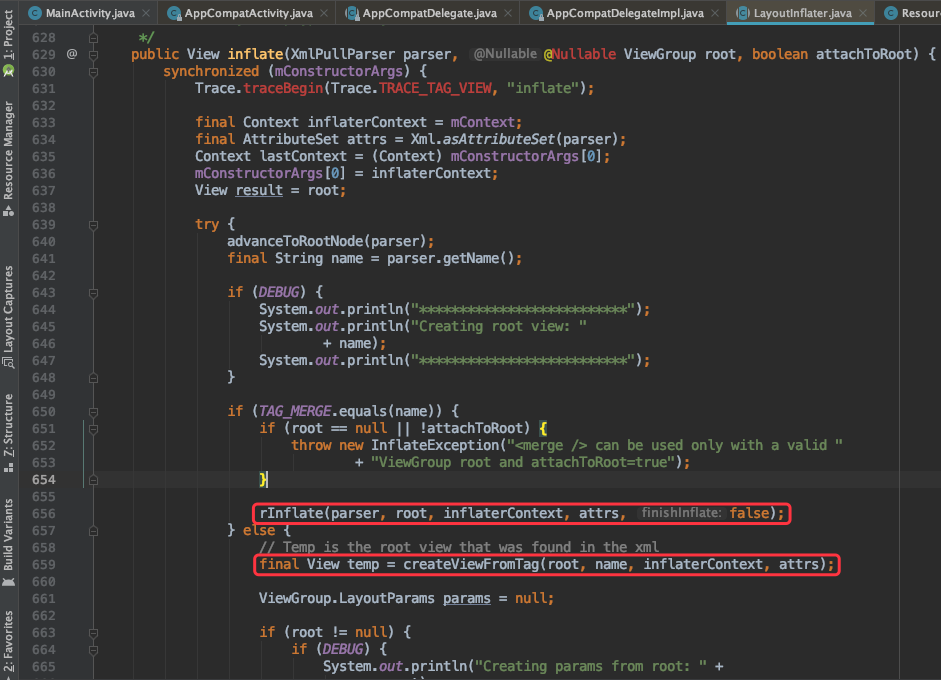 MainActivity.java AppCompatActivity.java AppCompatDelegate.java AppCompatDelegateImpl.java LayoutInflater.java Resour
1: Project
Resource Manager
Layout Captures
Z: Structure
Build Variants
2: Favorites
628 */
629 @ public View inflate(XmlPullParser parser, @Nullable @Nullable ViewGroup root, boolean attachToRoot) {
630 synchronized (mConstructorArgs) {
631 Trace.traceBegin(Trace.TRACE_TAG_VIEW, "inflate");
632
633 final Context inflaterContext = mContext;
634 final AttributeSet attrs = Xml.asAttributeSet(parser);
635 Context lastContext = (Context) mConstructorArgs[0];
636 mConstructorArgs[0] = inflaterContext;
637 View result = root;
638
639 try {
640 advanceToRootNode(parser);
641 final String name = parser.getName();
642
643 if (DEBUG) {
644 System.out.println("**************************");
645 System.out.println("Creating root view: "
646 + name);
647 System.out.println("**************************");
648 }
649
650 if (TAG_MERGE.equals(name)) {
651 if (root == null || !attachToRoot) {
652 throw new InflateException("<merge /> can be used only with a valid "
653 + "ViewGroup root and attachToRoot=true");
654 }
655
656 rInflate(parser, root, inflaterContext, attrs, finishInflate: false);
657 } else {
658 // Temp is the root view that was found in the xml
659 final View temp = createViewFromTag(root, name, inflaterContext, attrs);
660
661 ViewGroup.LayoutParams params = null;
662
663 if (root != null) {
664 if (DEBUG) {
665 System.out.println("Creating params from root: " +